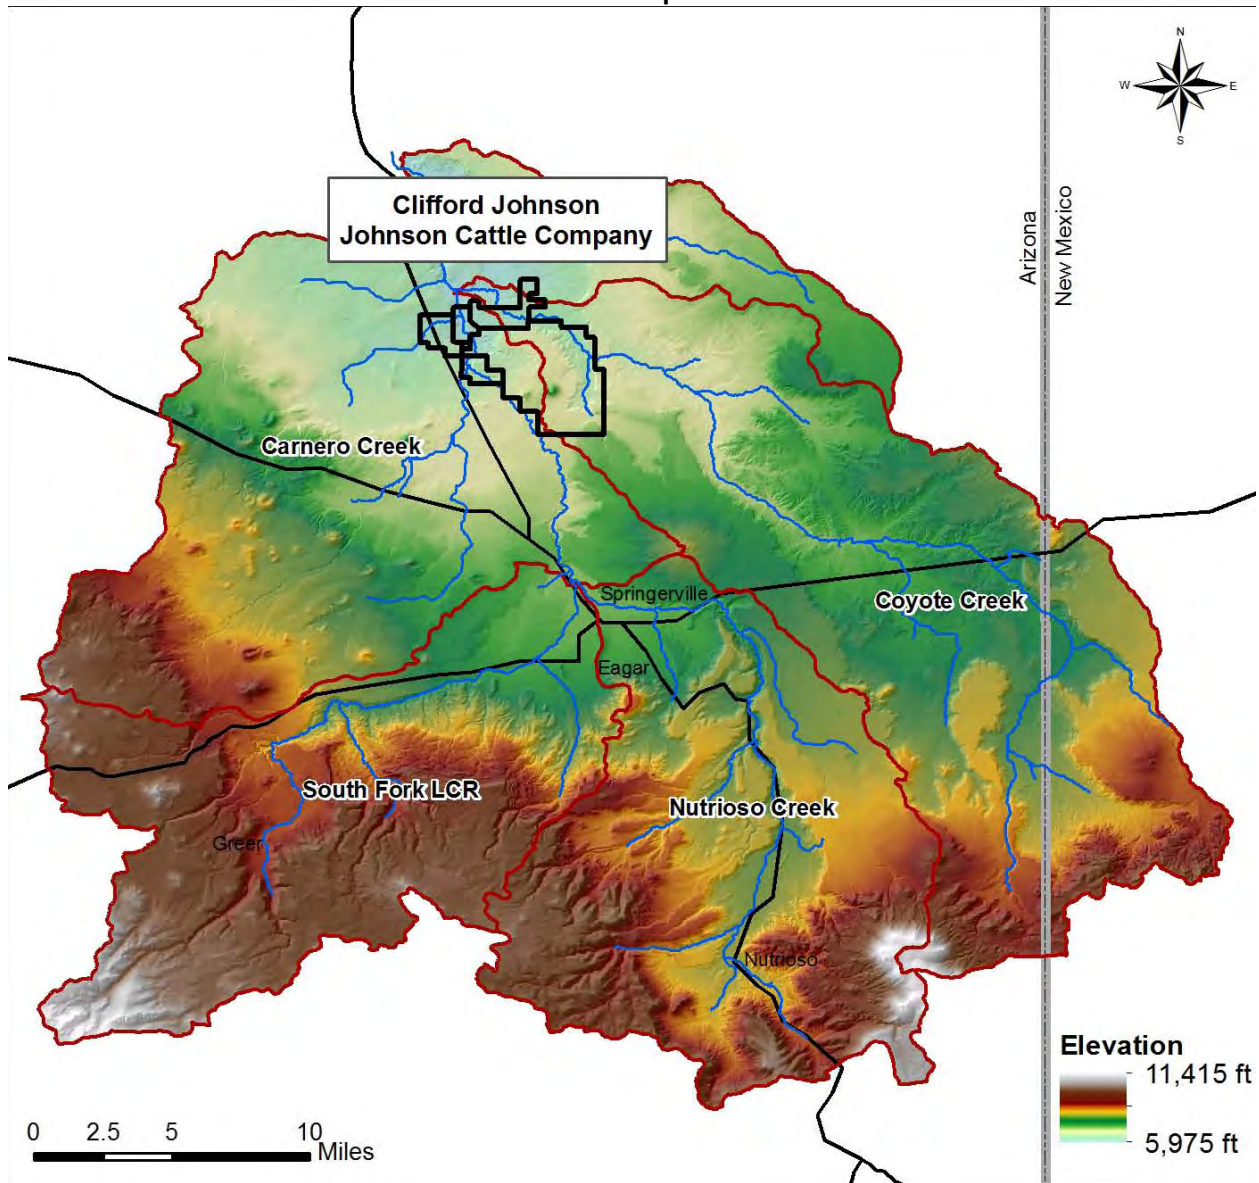 N
W E
S
Clifford Johnson
Johnson Cattle Company
Arizona
New Mexico
Carnero Creek
Springerville
Coyote Creek
Eagar
South Fork LCR
Nutrioso Creek
Greer
Nutrioso
Elevation
11,415 ft
5,975 ft
0 2.5 5 10
Miles